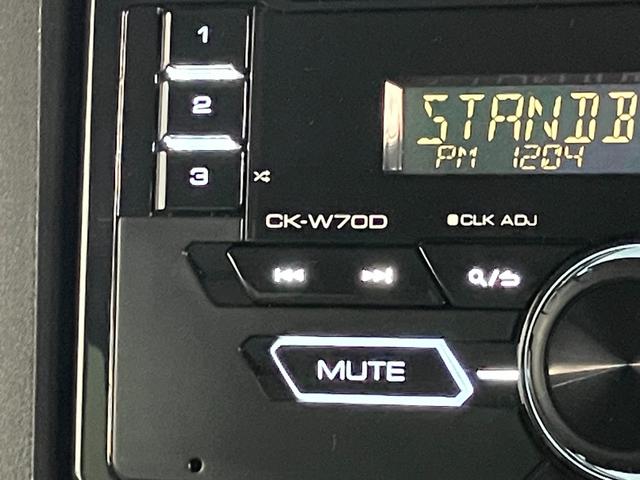 1
2
3
STANDB
PM 1204
CK-W70D
CLK ADJ
MUTE